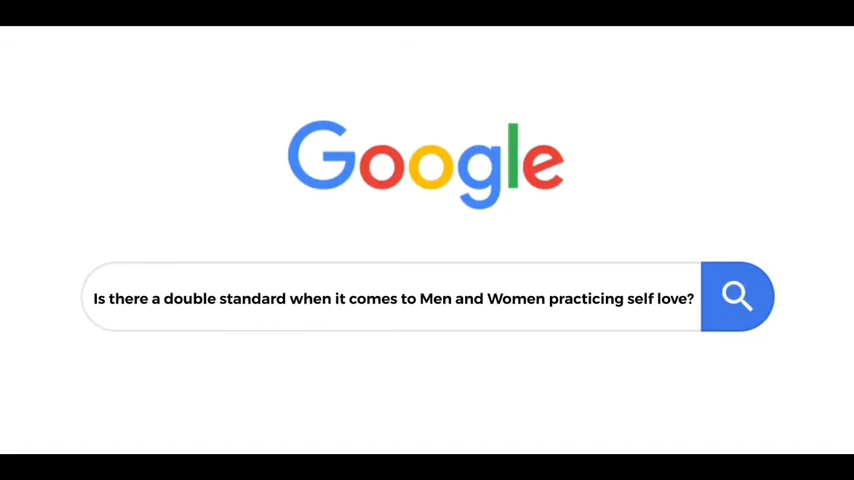 Google
Is there a double standard when it comes to Men and Women practicing self love?